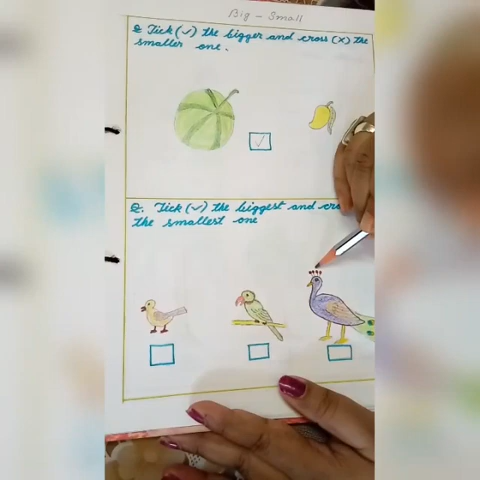 Big - Small
Q Tick (✓) the bigger and cross (×) the
smaller one.
Q. Tick (✓) the biggest and
the smallest one